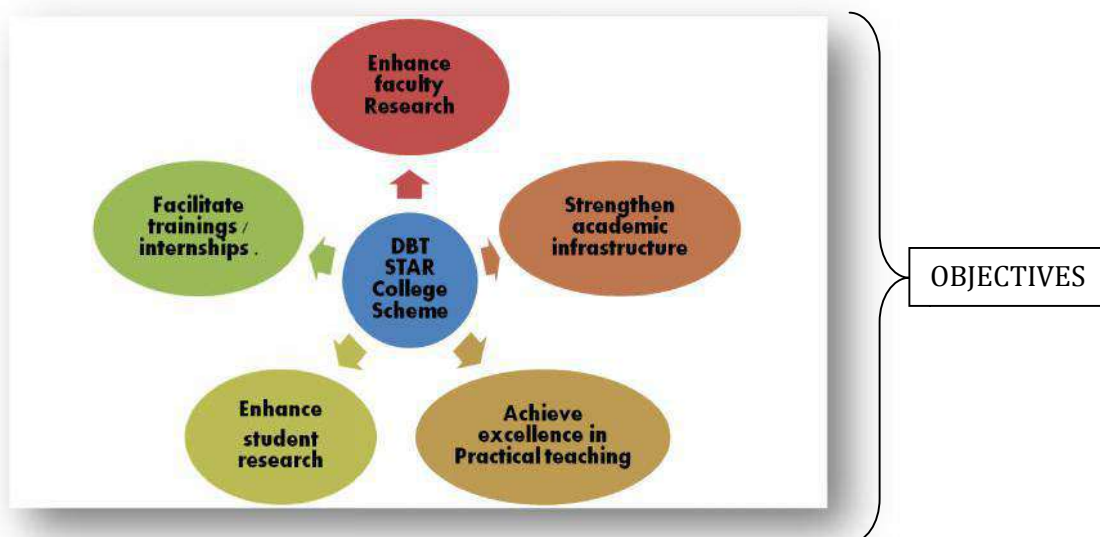 Enhance
faculty
Research
Facilitate
trainings /
internships .
Strengthen
academic
infrastructure
DBT
STAR
College
Scheme
OBJECTIVES
Enhance
student
research
Achieve
excellence in
Practical teaching